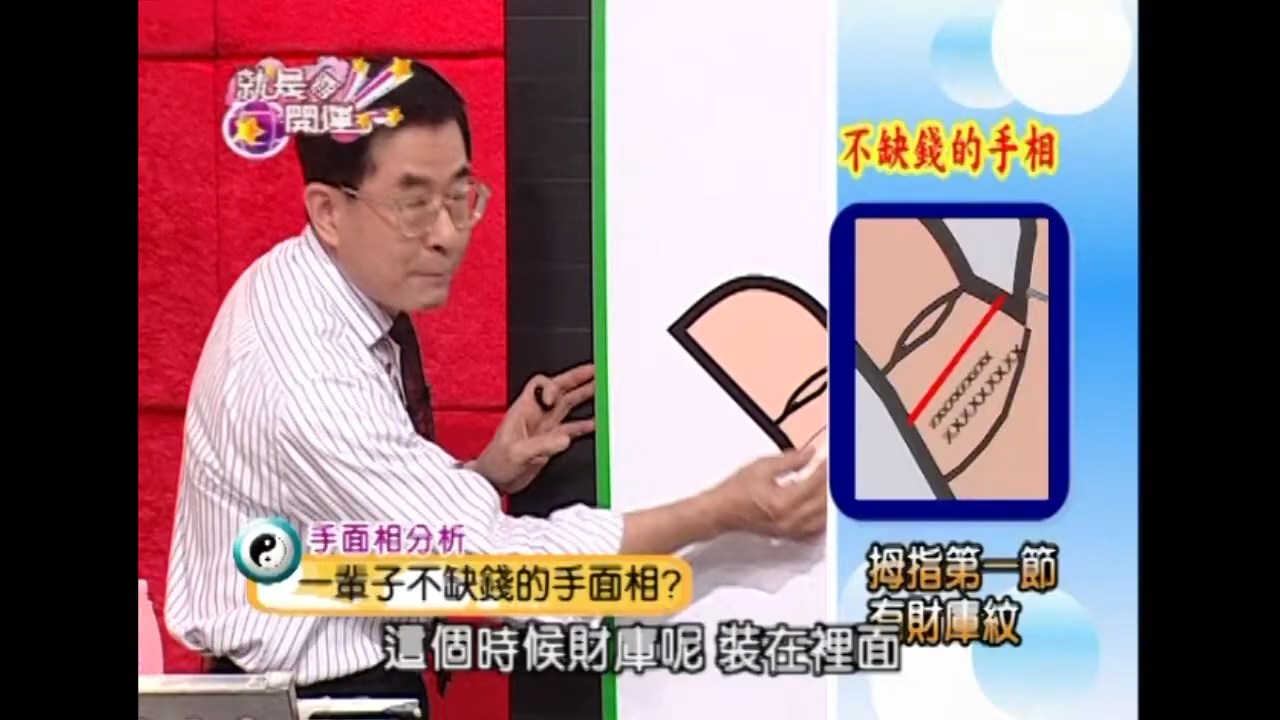 就是會
開運
不缺錢的手相
手面相分析
一輩子不缺錢的手面相?
拇指第一節
有財庫紋
這個時候財庫呢 裝在裡面